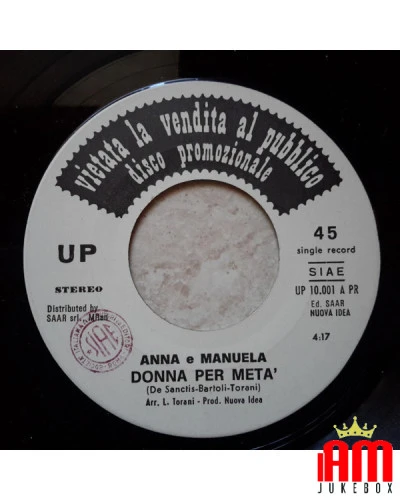 vietata la vendita al pubblico
disco promozionale
UP
STEREO
Distributed by
SAAR srl. Milan
SIAE
45
single record
SIAE
UP 10.001 A PR
Ed. SAAR
NUOVA IDEA
4:17
ANNA e MANUELA
DONNA PER META'
(De Sanctis-Bartoli-Torani)
Arr. L. Torani - Prod. Nuova Idea
IAM
JUKEBOX